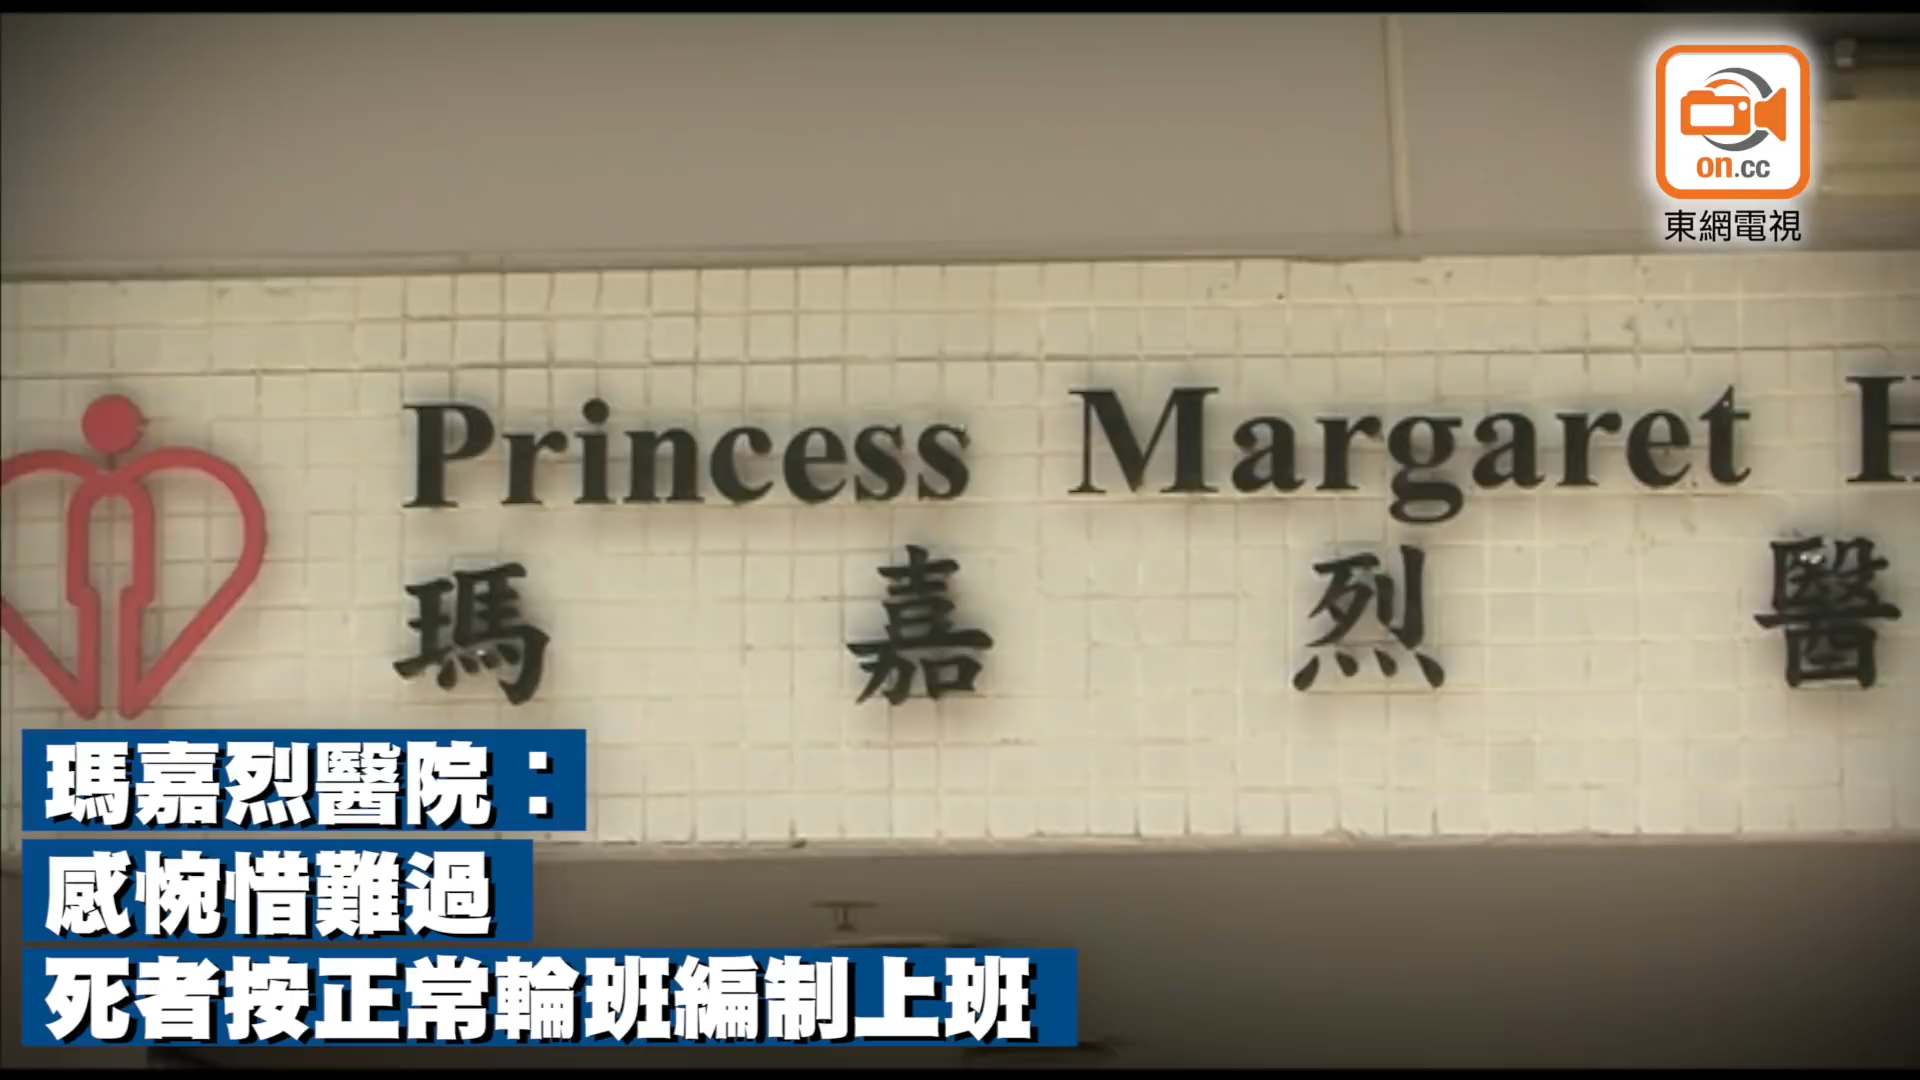 on.cc
東網電視
Princess Margaret H
瑪嘉烈醫
瑪嘉烈醫院：
感惋惜難過
死者按正常輪班編制上班